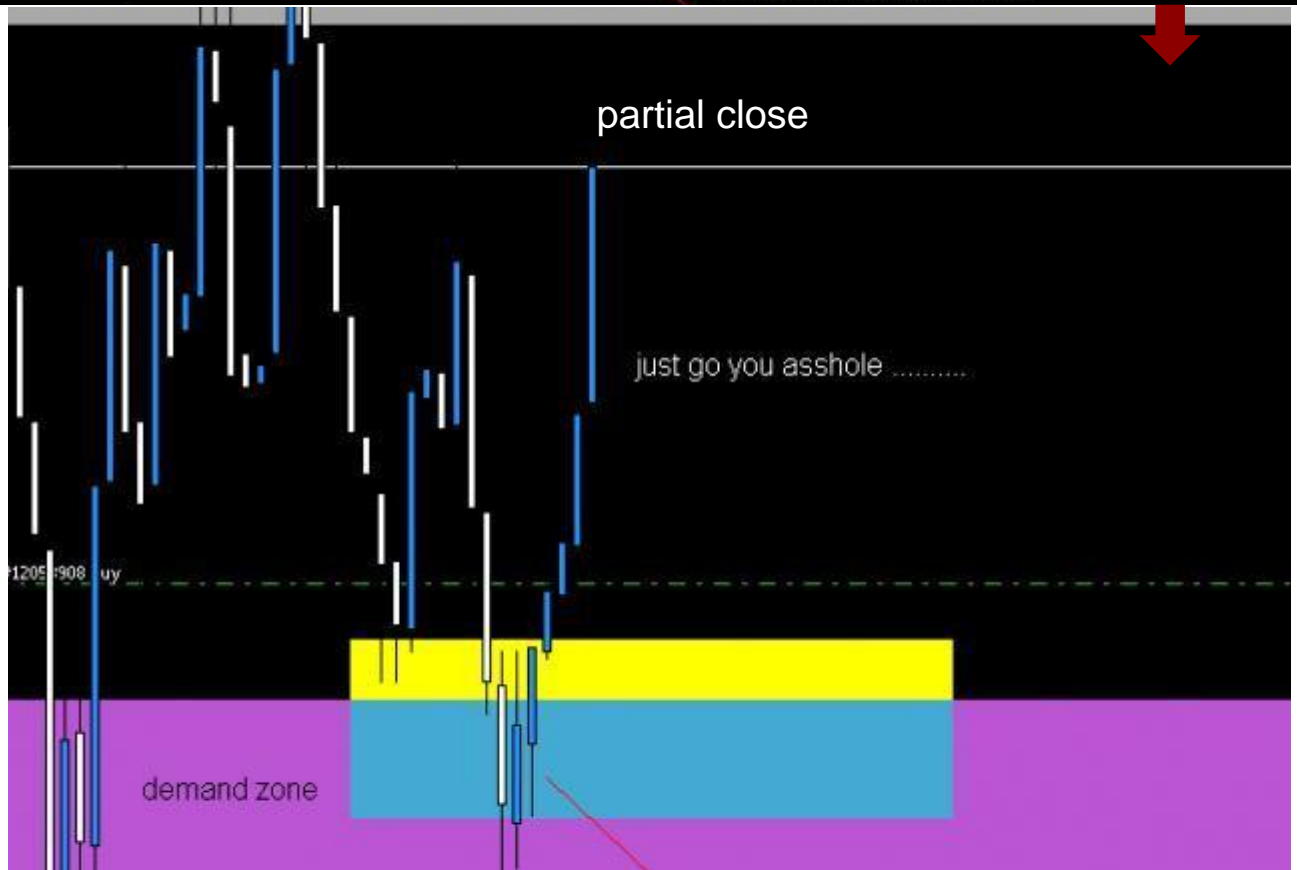 partial close
just go you asshole ..........
demand zone